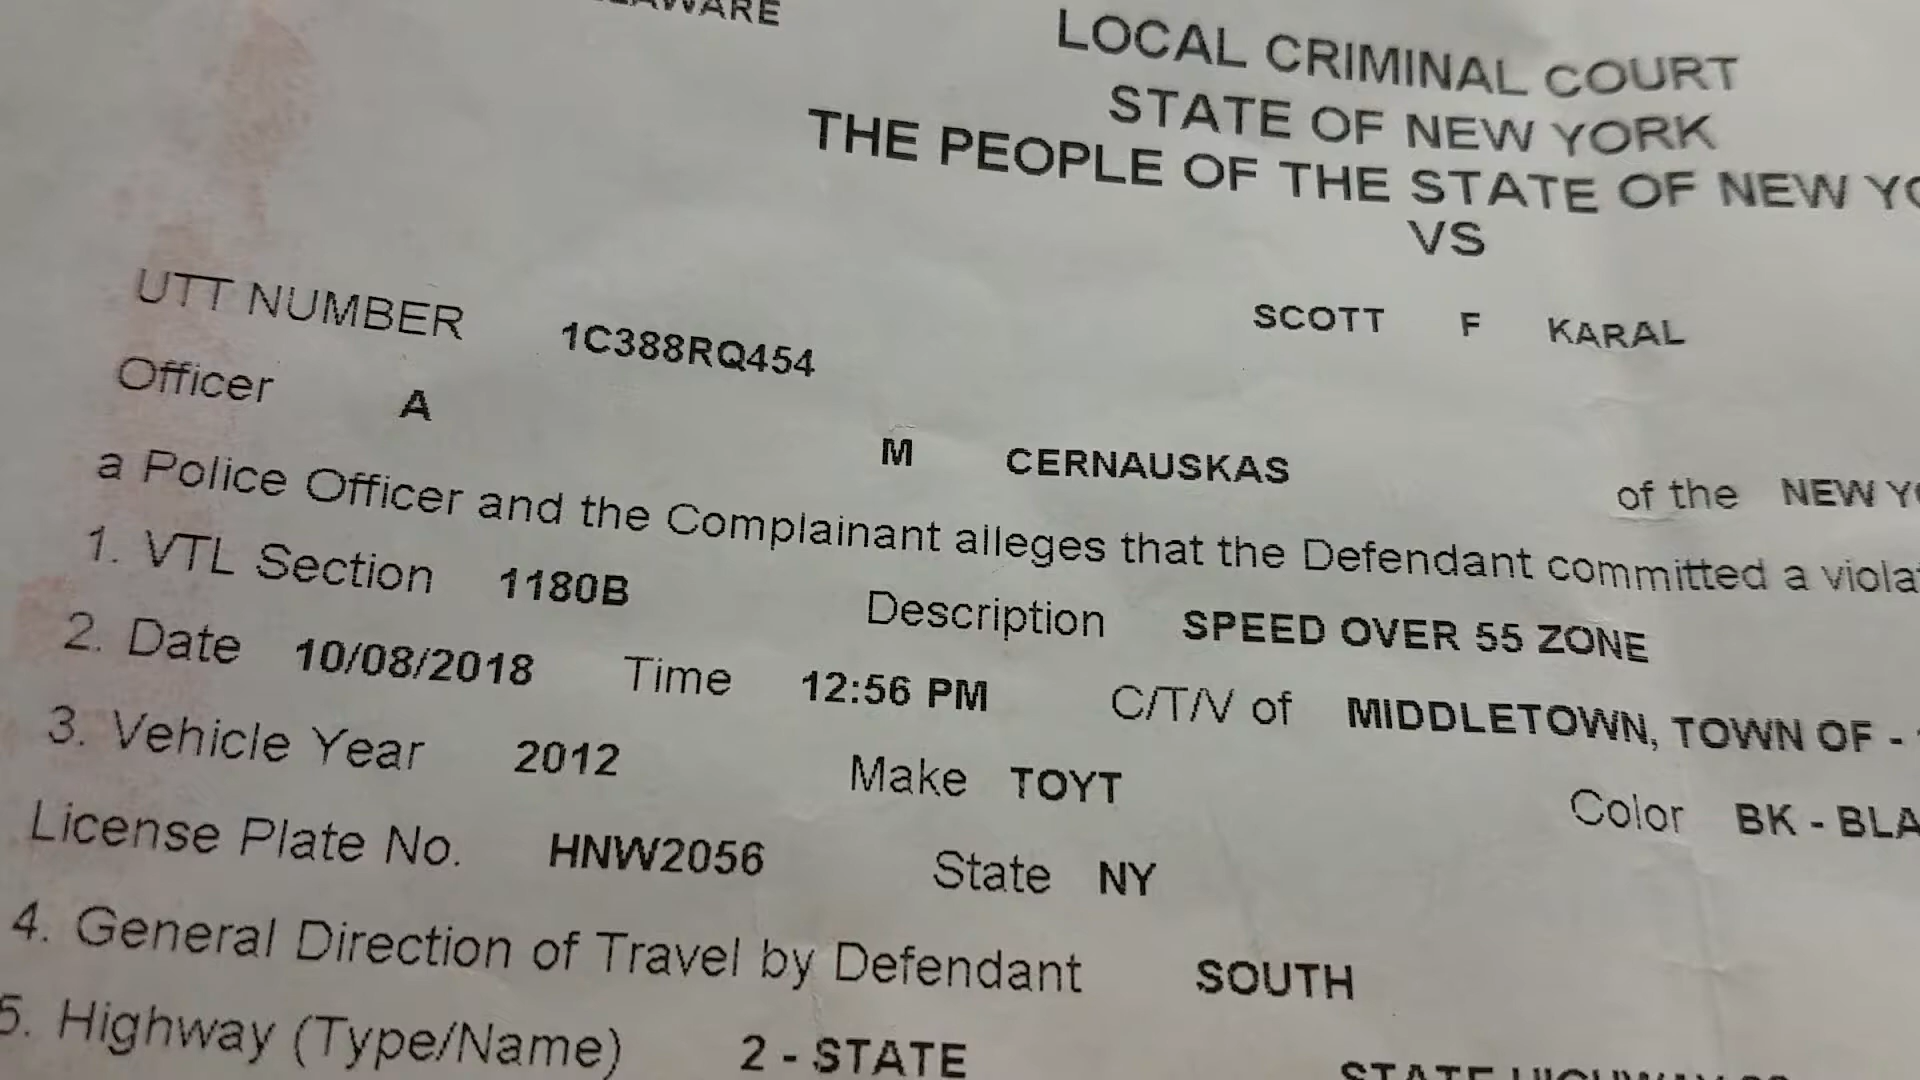 LOCAL CRIMINAL COURT
STATE OF NEW YORK
THE PEOPLE OF THE STATE OF NEW
VS
SCOTT F KARAL
UTT NUMBER 1C388RQ454
Officer A M CERNAUSKAS of the NEW
a Police Officer and the Complainant alleges that the Defendant committed a
1. VTL Section 1180B Description SPEED OVER 55 ZONE
2. Date 10/08/2018 Time 12:56 PM C/T/V of MIDDLETOWN, TOWN OF -
3. Vehicle Year 2012 Make TOYT Color BK - BLA
License Plate No. HNW2056 State NY
4. General Direction of Travel by Defendant SOUTH
5. Highway (Type/Name) 2 - STATE STATE HIGHWAY